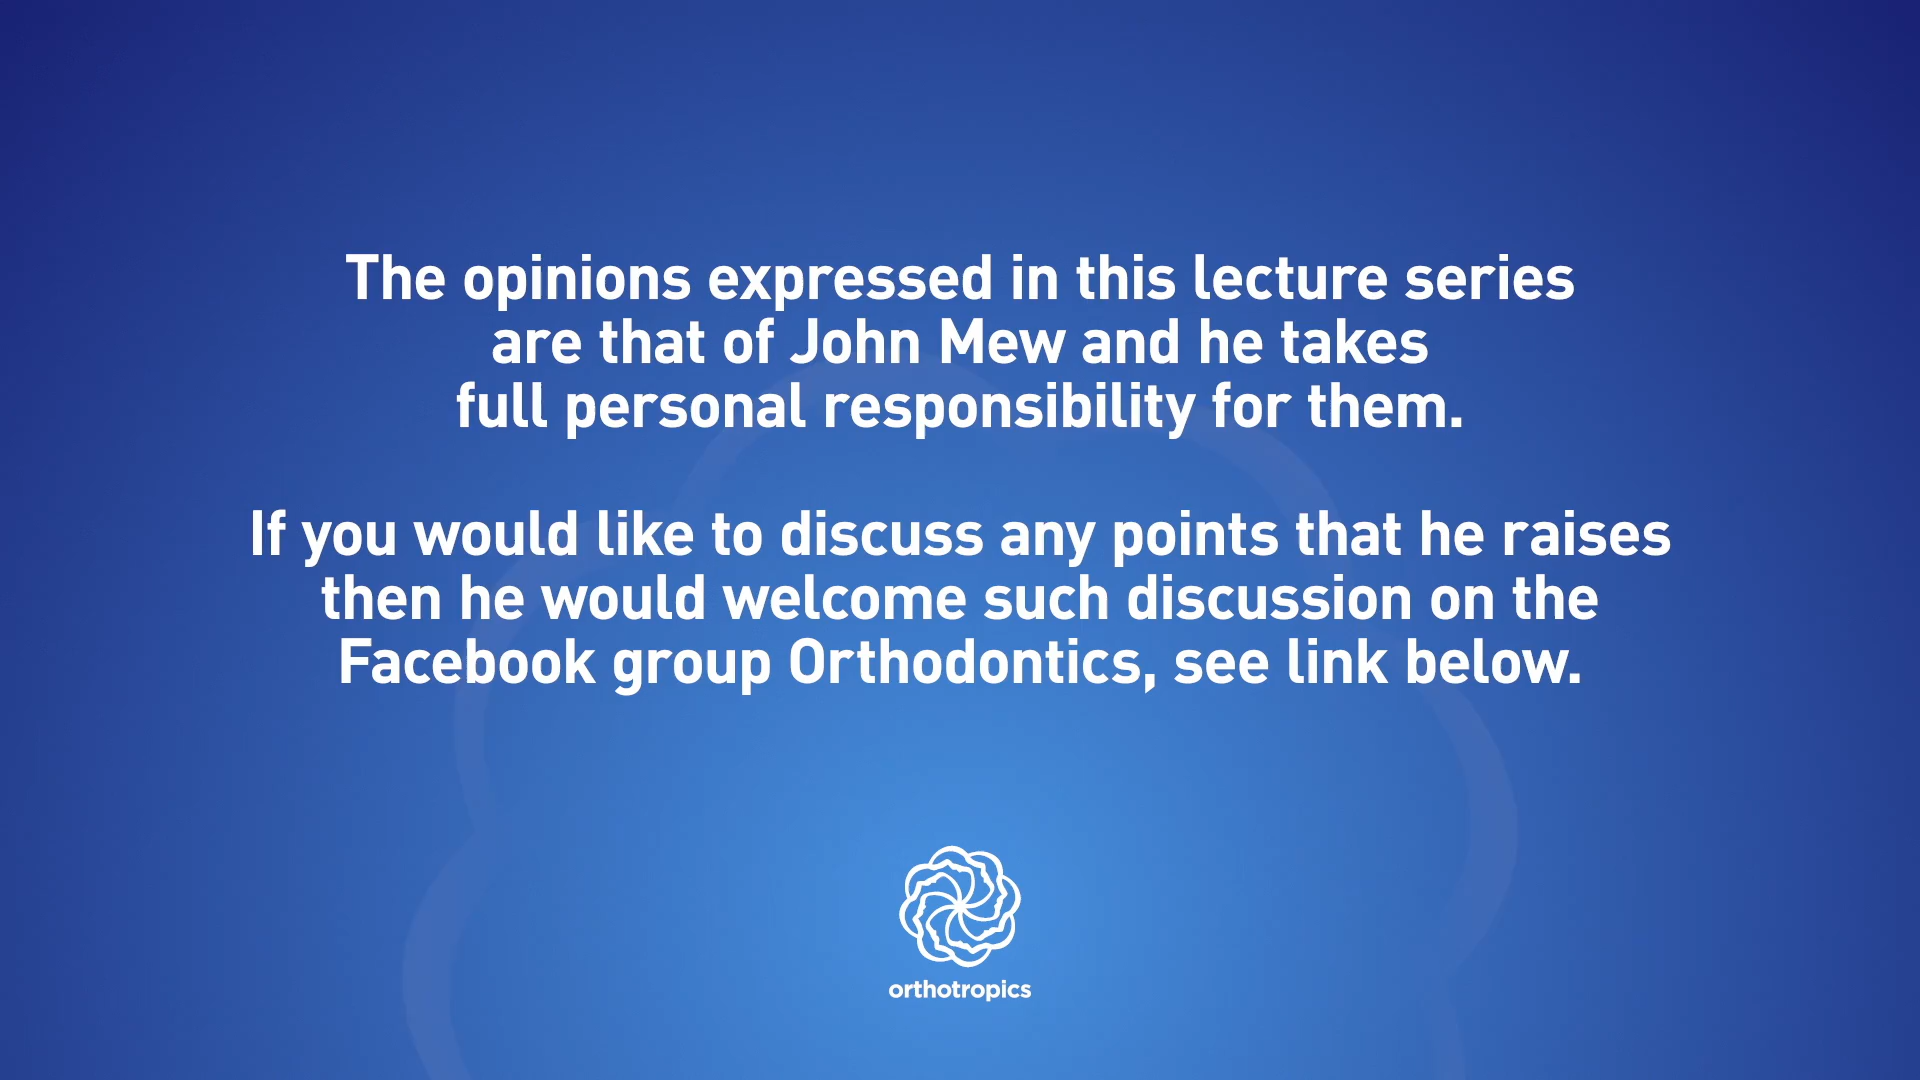 The opinions expressed in this lecture series
are that of John Mew and he takes
full personal responsibility for them.
If you would like to discuss any points that he raises
then he would welcome such discussion on the
Facebook group Orthodontics, see link below.
orthotropics